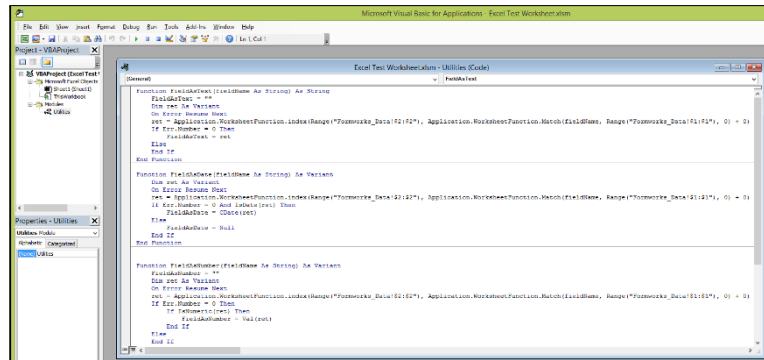 Microsoft Visual Basic for Applications - Excel Test Worksheet.xlsm
File Edit View Insert Format Debug Run Tools Add-Ins Window Help
Ln 1, Col 1
Project - VBAProject
VBAProject (Excel Test
Microsoft Excel Objects
Sheet1 (Sheet1)
ThisWorkbook
Modules
Utilities
Properties - Utilities
Utilities Module
Alphabetic Categorized
(Name) Utilities
Excel Test Worksheet.xlsm - Utilities (Code)
(General) FieldAsText
Function FieldAsText(fieldName As String) As String
FieldAsText = ""
Dim ret As Variant
On Error Resume Next
ret = Application.WorksheetFunction.index(Range("Formworks_Data!$2:$2"), Application.WorksheetFunction.Match(fieldName, Range("Formworks_Data!$1:$1"), 0) + 0)
If Err.Number = 0 Then
FieldAsText = ret
Else
End If
End Function
Function FieldAsDate(fieldName As String) As Variant
Dim ret As Variant
On Error Resume Next
ret = Application.WorksheetFunction.index(Range("Formworks_Data!$2:$2"), Application.WorksheetFunction.Match(fieldName, Range("Formworks_Data!$1:$1"), 0) + 0)
If Err.Number = 0 And IsDate(ret) Then
FieldAsDate = CDate(ret)
Else
FieldAsDate = Null
End If
End Function
Function FieldAsNumber(fieldName As String) As Variant
FieldAsNumber = ""
Dim ret As Variant
On Error Resume Next
ret = Application.WorksheetFunction.index(Range("Formworks_Data!$2:$2"), Application.WorksheetFunction.Match(fieldName, Range("Formworks_Data!$1:$1"), 0) + 0)
If Err.Number = 0 Then
If IsNumeric(ret) Then
FieldAsNumber = Val(ret)
End If
Else
End If